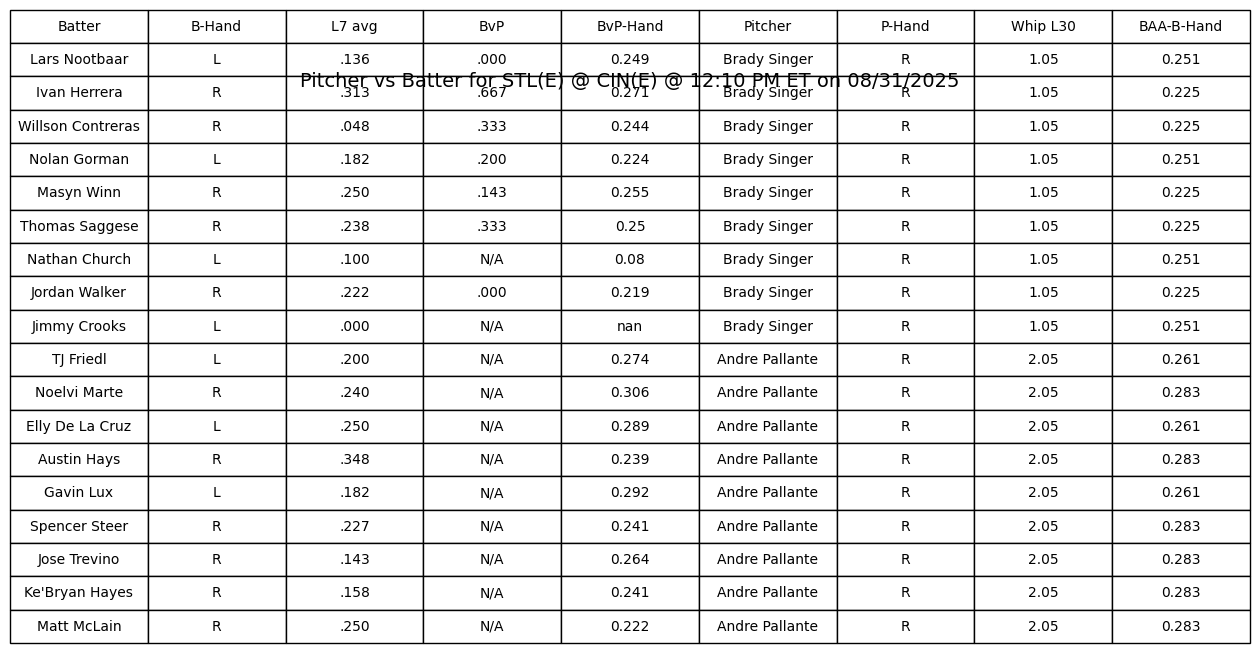 Batter B-Hand L7 avg BvP BvP-Hand Pitcher P-Hand Whip L30 BAA-B-Hand
Lars Nootbaar L .136 .000 0.249 Brady Singer R 1.05 0.251
Pitcher vs Batter for STL(E) @ CIN(E) @ 12:10 PM ET on 08/31/2025
Ivan Herrera R .313 .667 0.271 Brady Singer R 1.05 0.225
Willson Contreras R .048 .333 0.244 Brady Singer R 1.05 0.225
Nolan Gorman L .182 .200 0.224 Brady Singer R 1.05 0.251
Masyn Winn R .250 .143 0.255 Brady Singer R 1.05 0.225
Thomas Saggese R .238 .333 0.25 Brady Singer R 1.05 0.225
Nathan Church L .100 N/A 0.08 Brady Singer R 1.05 0.251
Jordan Walker R .222 .000 0.219 Brady Singer R 1.05 0.225
Jimmy Crooks L .000 N/A nan Brady Singer R 1.05 0.251
TJ Friedl L .200 N/A 0.274 Andre Pallante R 2.05 0.261
Noelvi Marte R .240 N/A 0.306 Andre Pallante R 2.05 0.283
Elly De La Cruz L .250 N/A 0.289 Andre Pallante R 2.05 0.261
Austin Hays R .348 N/A 0.239 Andre Pallante R 2.05 0.283
Gavin Lux L .182 N/A 0.292 Andre Pallante R 2.05 0.261
Spencer Steer R .227 N/A 0.241 Andre Pallante R 2.05 0.283
Jose Trevino R .143 N/A 0.264 Andre Pallante R 2.05 0.283
Ke'Bryan Hayes R .158 N/A 0.241 Andre Pallante R 2.05 0.283
Matt McLain R .250 N/A 0.222 Andre Pallante R 2.05 0.283